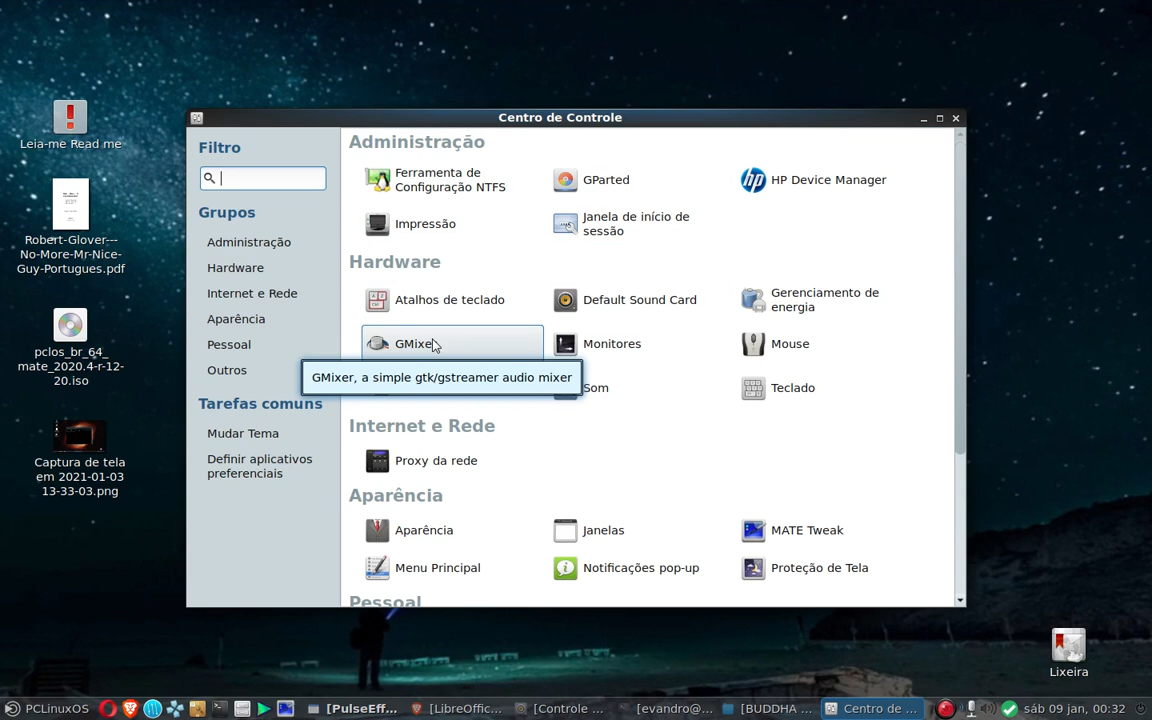 Centro de Controle
Leia-me Read me
Robert-Glover---
No-More-Mr-Nice-
Guy-Portugues.pdf
pclos_br_64_
mate_2020.4-r-12-
20.iso
Captura de tela
em 2021-01-03
13-33-03.png
Filtro
Grupos
Administração
Hardware
Internet e Rede
Aparência
Pessoal
Outros
Tarefas comuns
Mudar Tema
Definir aplicativos
preferenciais
Administração
Ferramenta de
Configuração NTFS
GParted
HP Device Manager
Impressão
Janela de início de
sessão
Hardware
Atalhos de teclado
Default Sound Card
Gerenciamento de
energia
GMixer
Monitores
Mouse
GMixer, a simple gtk/gstreamer audio mixer
Som
Teclado
Internet e Rede
Proxy da rede
Aparência
Aparência
Janelas
MATE Tweak
Menu Principal
Notificações pop-up
Proteção de Tela
Pessoal
Lixeira
PCLinuxOS
[PulseEff...
[LibreOffic...
[Controle ...
[evandro@...
[BUDDHA ...
Centro de ...
sáb 09 jan, 00:32